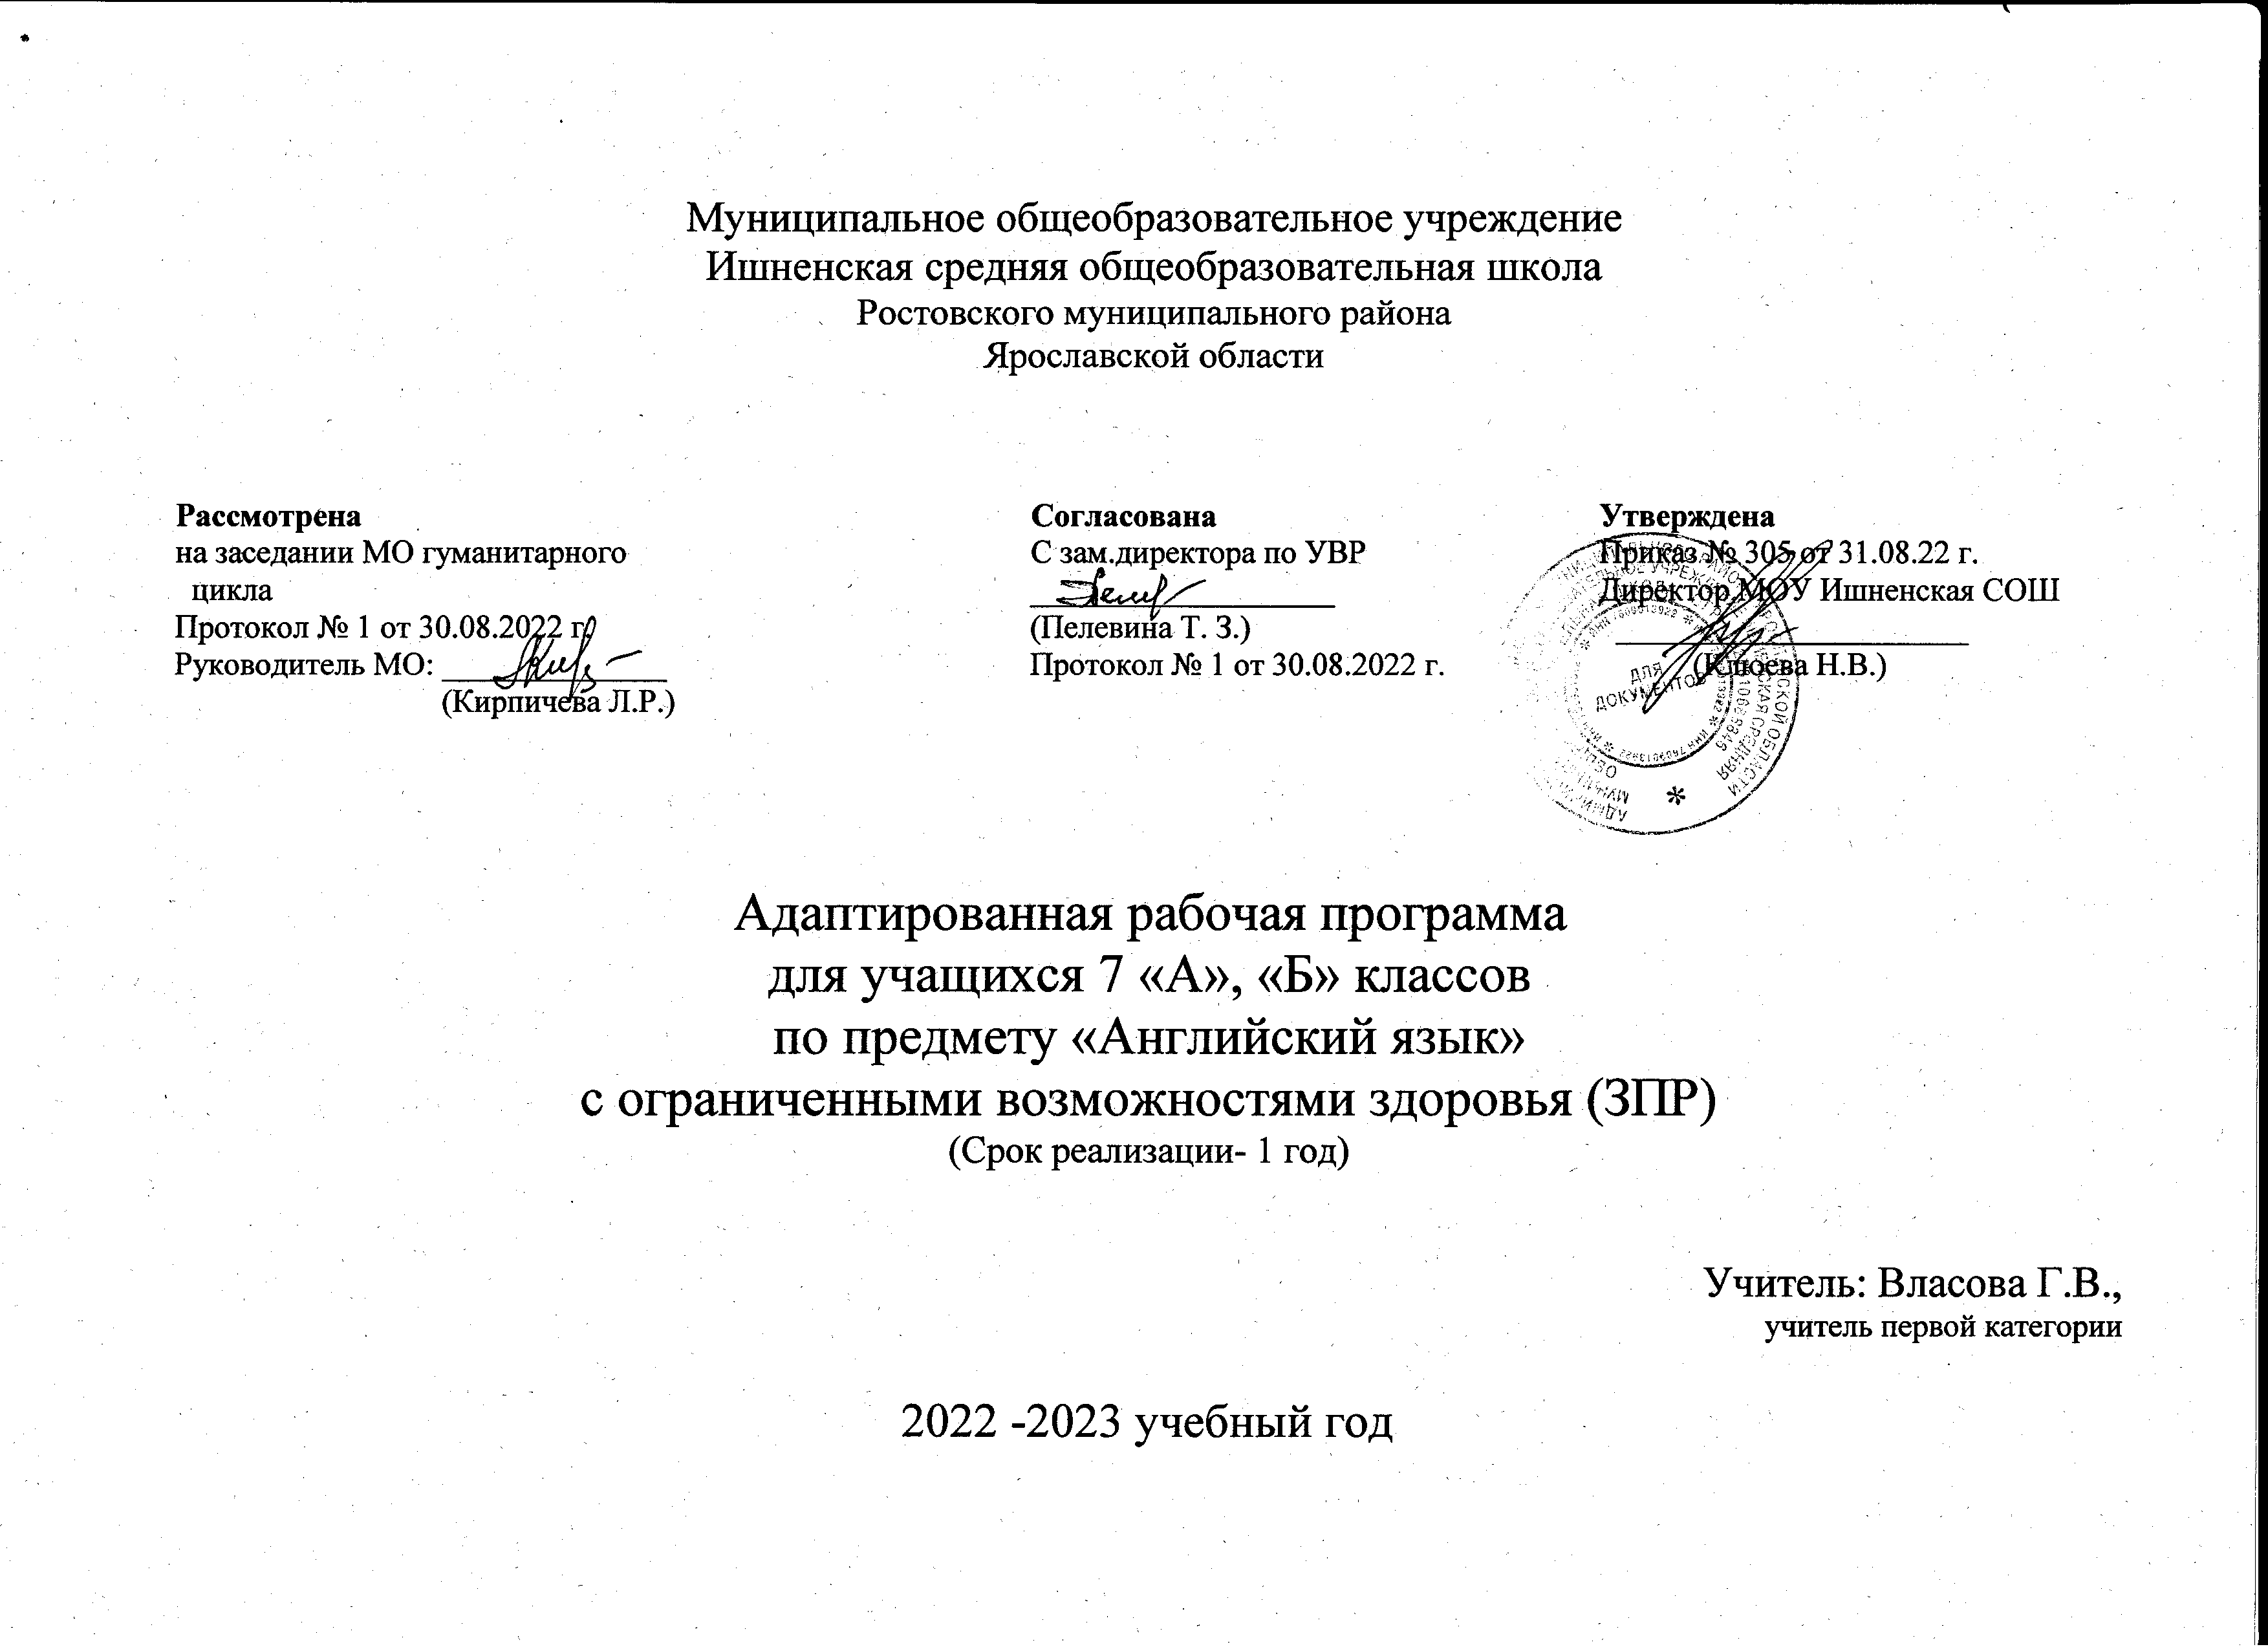 Муниципальное общеобразовательное учреждение
Ишненская средняя общеобразовательная школа
Ростовского муниципального района
Ярославской области
Рассмотрена
на заседании МО гуманитарного
цикла
Протокол № 1 от 30.08.2022 г.
Руководитель МО:
(Кирпичева Л.Р.)
Согласована
С зам.директора по УВР
(Пелевина Т. З.)
Протокол № 1 от 30.08.2022 г.
Утверждена
Приказ № 305 от 31.08.22 г.
Директор МОУ Ишненская СОШ
(Клюева Н.В.)
ДЛЯ
ДОКУМЕНТОВ
Адаптированная рабочая программа
для учащихся 7 «А», «Б» классов
по предмету «Английский язык»
с ограниченными возможностями здоровья (ЗПР)
(Срок реализации- 1 год)
Учитель: Власова Г.В.,
учитель первой категории
2022 -2023 учебный год